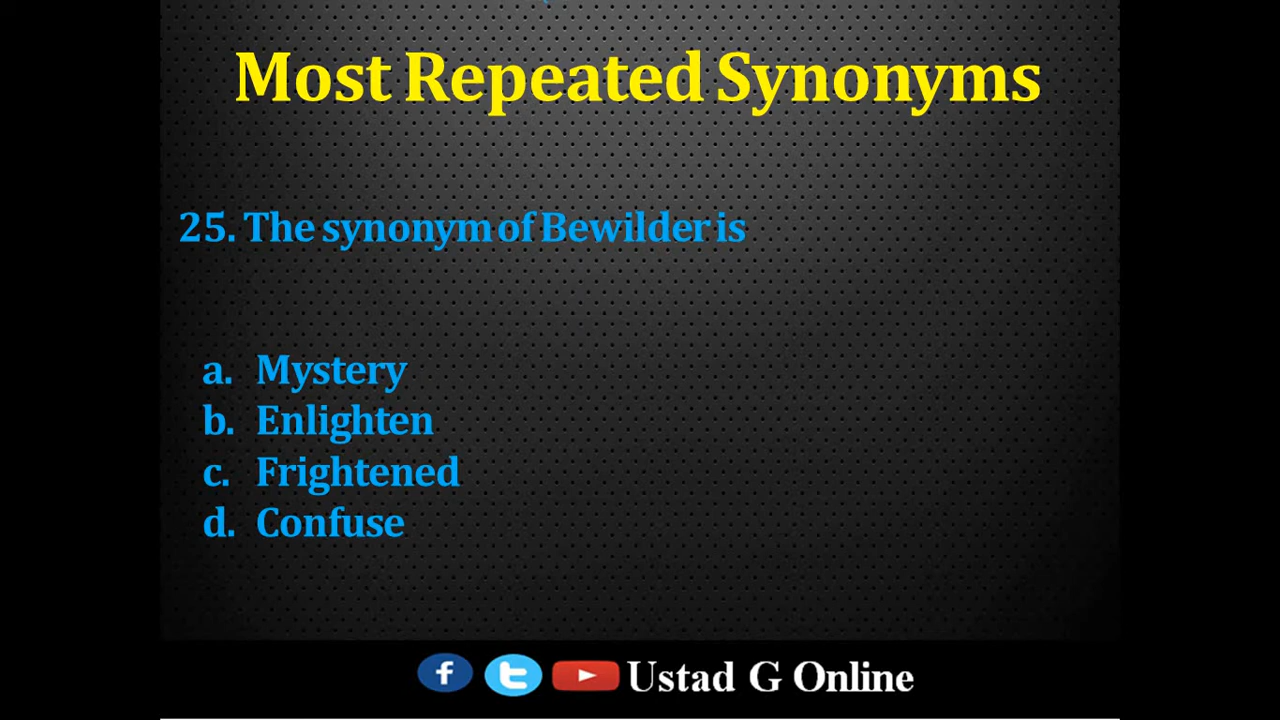 Most Repeated Synonyms
25. The synonym of Bewilder is
a. Mystery
b. Enlighten
c. Frightened
d. Confuse
Ustad G Online